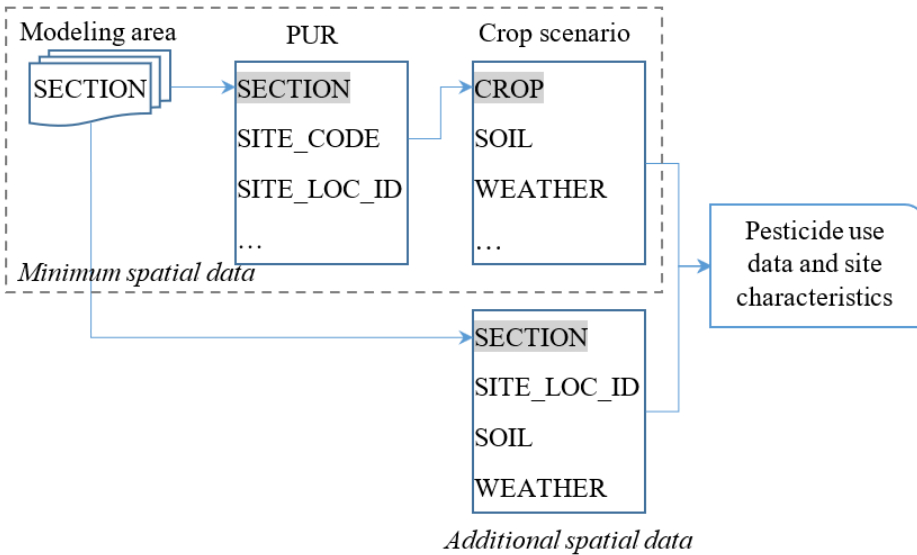 Modeling area
SECTION
PUR
SECTION
SITE_CODE
SITE_LOC_ID
…
Crop scenario
CROP
SOIL
WEATHER
…
Minimum spatial data
Pesticide use
data and site
characteristics
SECTION
SITE_LOC_ID
SOIL
WEATHER
Additional spatial data